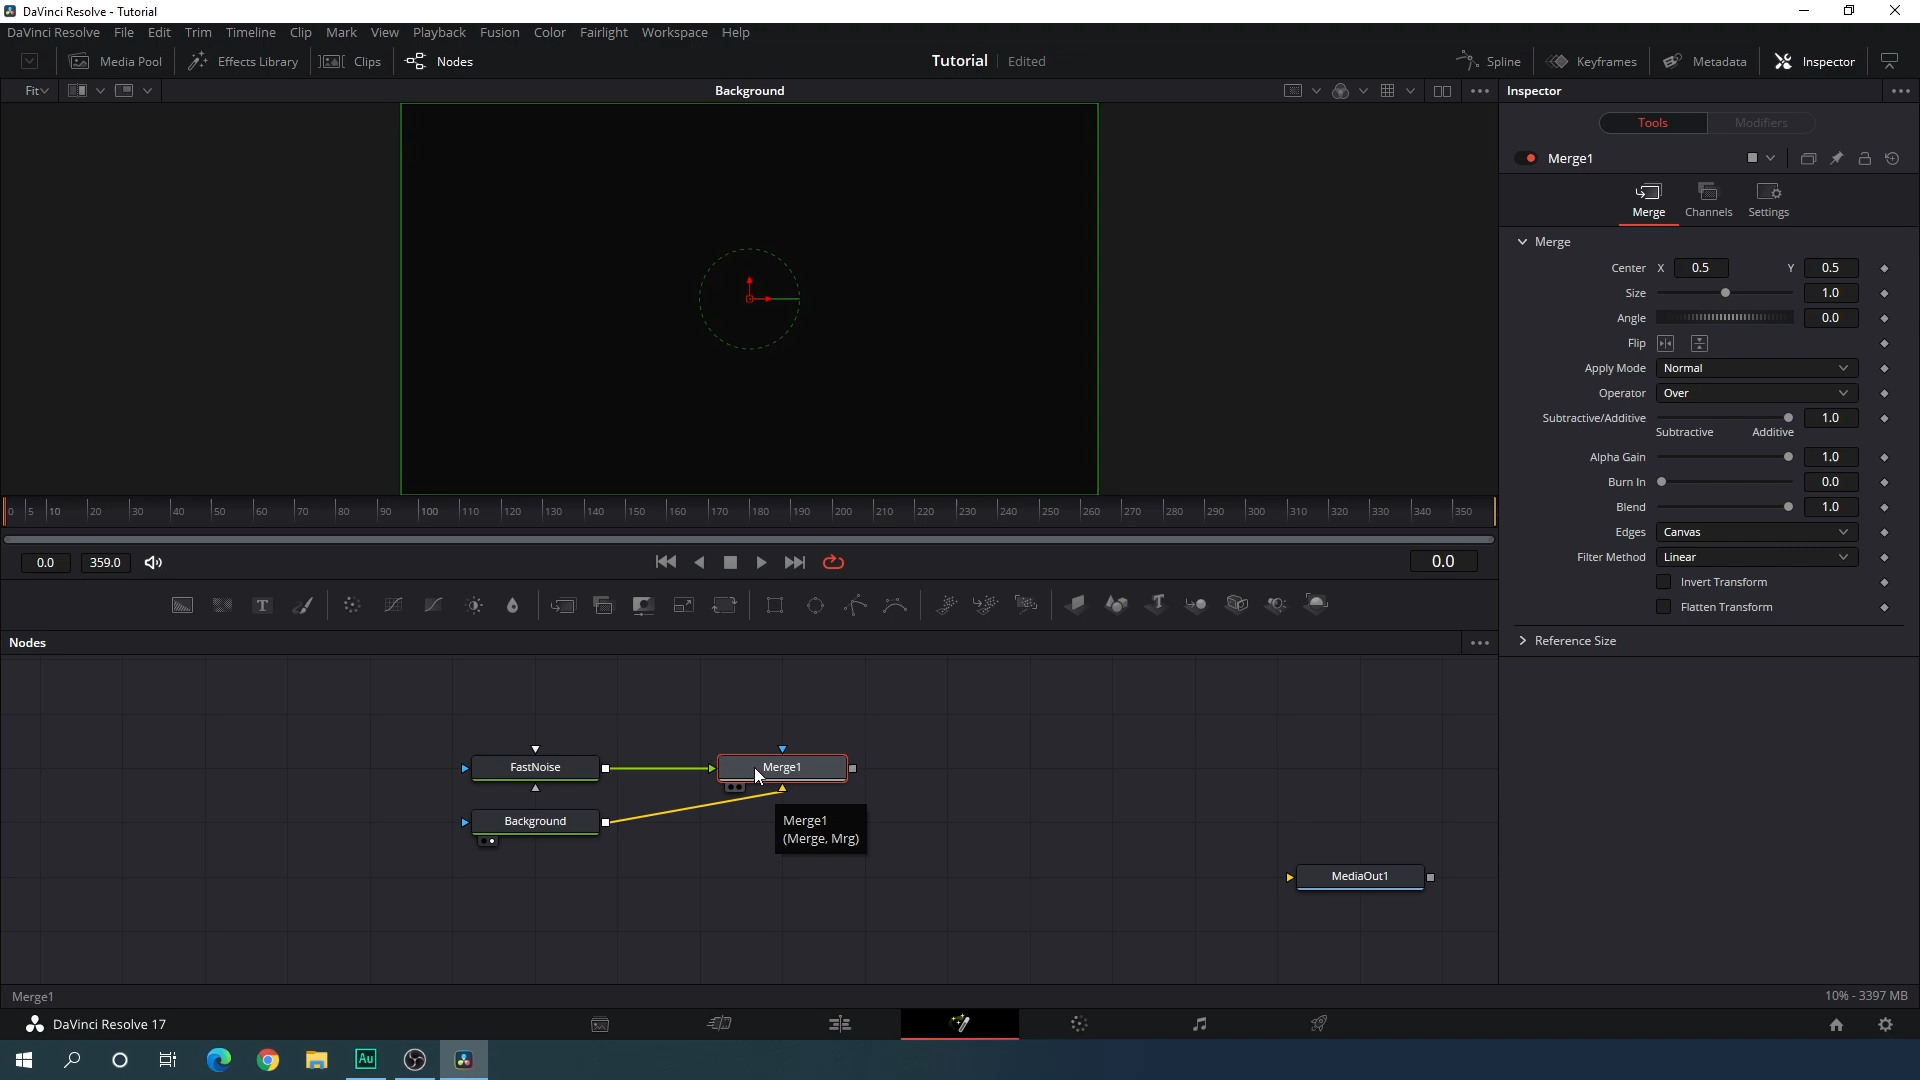 DaVinci Resolve - Tutorial
DaVinci Resolve File Edit Trim Timeline Clip Mark View Playback Fusion Color Fairlight Workspace Help
Media Pool Effects Library Clips Nodes Tutorial Edited Spline Keyframes Metadata Inspector
Fit Background Inspector
Tools Modifiers
Merge1
Merge Channels Settings
Merge
Center X 0.5 Y 0.5
Size 1.0
Angle 0.0
Flip
Apply Mode Normal
Operator Over
Subtractive/Additive 1.0
Subtractive Additive
Alpha Gain 1.0
Burn In 0.0
Blend 1.0
Edges Canvas
Filter Method Linear
Invert Transform
Flatten Transform
Reference Size
0 5 10 20 30 40 50 60 70 80 90 100 110 120 130 140 150 160 170 180 190 200 210 220 230 240 250 260 270 280 290 300 310 320 330 340 350
0.0 359.0 0.0
T T
Nodes
FastNoise Merge1
Background
Merge1
(Merge, Mrg)
MediaOut1
Merge1 10% - 3397 MB
DaVinci Resolve 17
Au